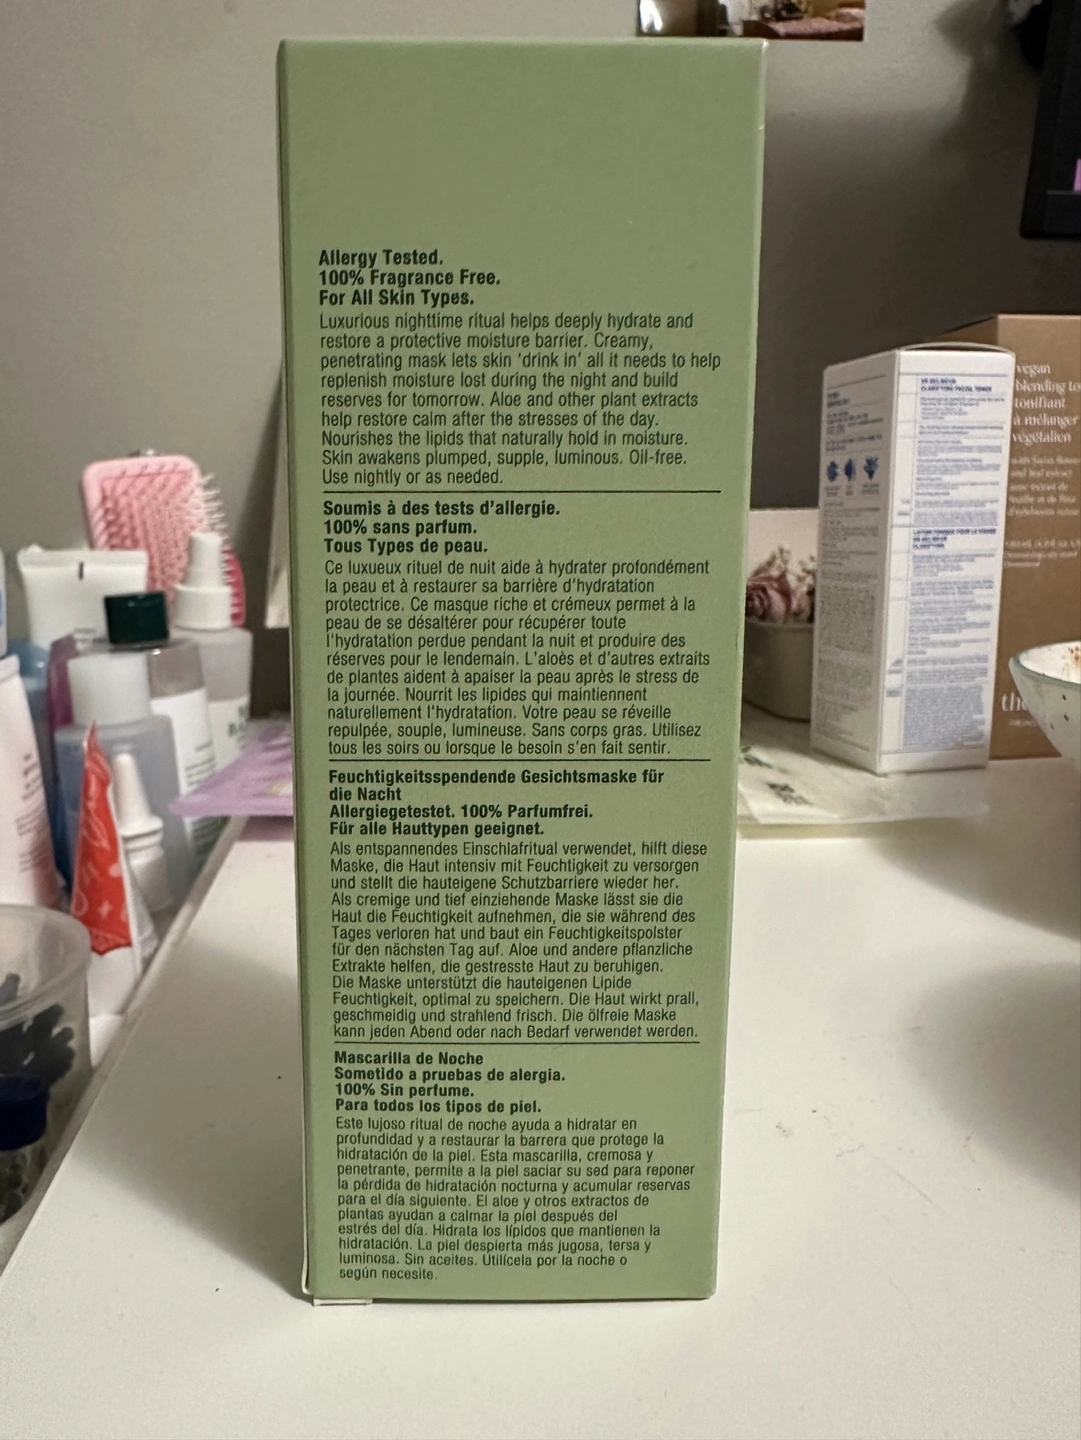 Allergy Tested.
100% Fragrance Free.
For All Skin Types.
Luxurious nighttime ritual helps deeply hydrate and
restore a protective moisture barrier. Creamy,
penetrating mask lets skin 'drink in' all it needs to help
replenish moisture lost during the night and build
reserves for tomorrow. Aloe and other plant extracts
help restore calm after the stresses of the day.
Nourishes the lipids that naturally hold in moisture.
Skin awakens plumped, supple, luminous. Oil-free.
Use nightly or as needed.
Soumis à des tests d'allergie.
100% sans parfum.
Tous Types de peau.
Ce luxueux rituel de nuit aide à hydrater profondément
la peau et à restaurer sa barrière d'hydratation
protectrice. Ce masque riche et crémeux permet à la
peau de se désaltérer pour récupérer toute
l'hydratation perdue pendant la nuit et produire des
réserves pour le lendemain. L'aloès et d'autres extraits
de plantes aident à apaiser la peau après le stress de
la journée. Nourrit les lipides qui maintiennent
naturellement l'hydratation. Votre peau se réveille
repulpée, souple, lumineuse. Sans corps gras. Utilisez
tous les soirs ou lorsque le besoin s'en fait sentir.
Feuchtigkeitsspendende Gesichtsmaske für
die Nacht
Allergiegetestet. 100% Parfumfrei.
Für alle Hauttypen geeignet.
Als entspannendes Einschlafritual verwendet, hilft diese
Maske, die Haut intensiv mit Feuchtigkeit zu versorgen
und stellt die hauteigene Schutzbarriere wieder her.
Als cremige und tief einziehende Maske lässt sie die
Haut die Feuchtigkeit aufnehmen, die sie während des
Tages verloren hat und baut ein Feuchtigkeitspolster
für den nächsten Tag auf. Aloe und andere pflanzliche
Extrakte helfen, die gestresste Haut zu beruhigen.
Die Maske unterstützt die hauteigenen Lipide
Feuchtigkeit, optimal zu speichern. Die Haut wirkt prall,
geschmeidig und strahlend frisch. Die ölfreie Maske
kann jeden Abend oder nach Bedarf verwendet werden.
Mascarilla de Noche
Sometido a pruebas de alergia.
100% Sin perfume.
Para todos los tipos de piel.
Este lujoso ritual de noche ayuda a hidratar en
profundidad y a restaurar la barrera que protege la
hidratación de la piel. Esta mascarilla, cremosa y
penetrante, permite a la piel saciar su sed para reponer
la pérdida de hidratación nocturna y acumular reservas
para el día siguiente. El aloe y otros extractos de
plantas ayudan a calmar la piel después del
estrés del día. Hidrata los lípidos que mantienen la
hidratación. La piel despierta más jugosa, tersa y
luminosa. Sin aceites. Utilícela por la noche o
según necesite.
vegan
blending to
tonifiant
à mélanger
végétalien